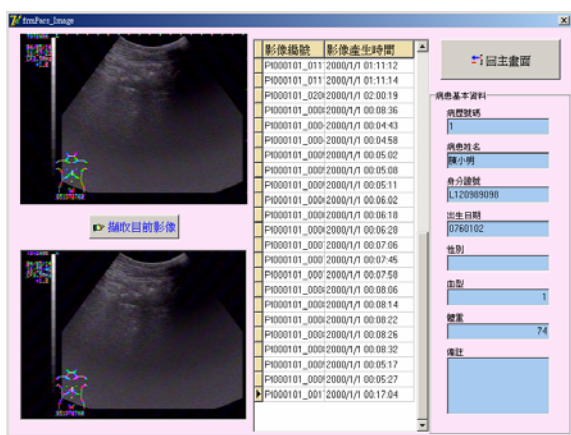 frmPacs_Image
影像編號 影像產生時間
PI000101_011 2000/1/1 01:11:12
PI000101_011 2000/1/1 01:11:14
PI000101_020 2000/1/1 02:00:19
PI000101_000 2000/1/1 00:08:36
PI000101_000 2000/1/1 00:04:43
PI000101_000 2000/1/1 00:04:58
PI000101_000 2000/1/1 00:05:02
PI000101_000 2000/1/1 00:05:08
PI000101_000 2000/1/1 00:05:11
PI000101_000 2000/1/1 00:06:02
PI000101_000 2000/1/1 00:06:18
PI000101_000 2000/1/1 00:06:28
PI000101_000 2000/1/1 00:07:06
PI000101_000 2000/1/1 00:07:45
PI000101_000 2000/1/1 00:07:58
PI000101_000 2000/1/1 00:08:06
PI000101_000 2000/1/1 00:08:14
PI000101_000 2000/1/1 00:08:22
PI000101_000 2000/1/1 00:08:26
PI000101_000 2000/1/1 00:08:32
PI000101_000 2000/1/1 00:05:17
PI000101_000 2000/1/1 00:05:27
PI000101_001 2000/1/1 00:17:04
擷取目前影像
回主畫面
病患基本資料
病歷號碼
1
病患姓名
陳小明
身分證號
L120989098
出生日期
0760102
性別
血型
1
體重
74
備註